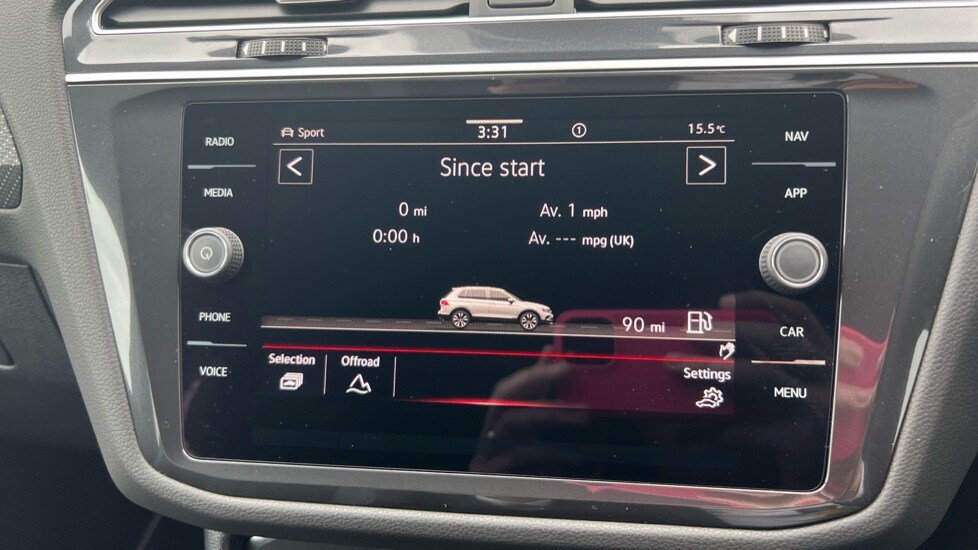 RADIO
MEDIA
PHONE
VOICE
Sport
3:31
1
15.5°C
<
Since start
>
0 mi
Av. 1 mph
0:00 h
Av. --- mpg (UK)
90 mi
Selection
Offroad
Settings
NAV
APP
CAR
MENU